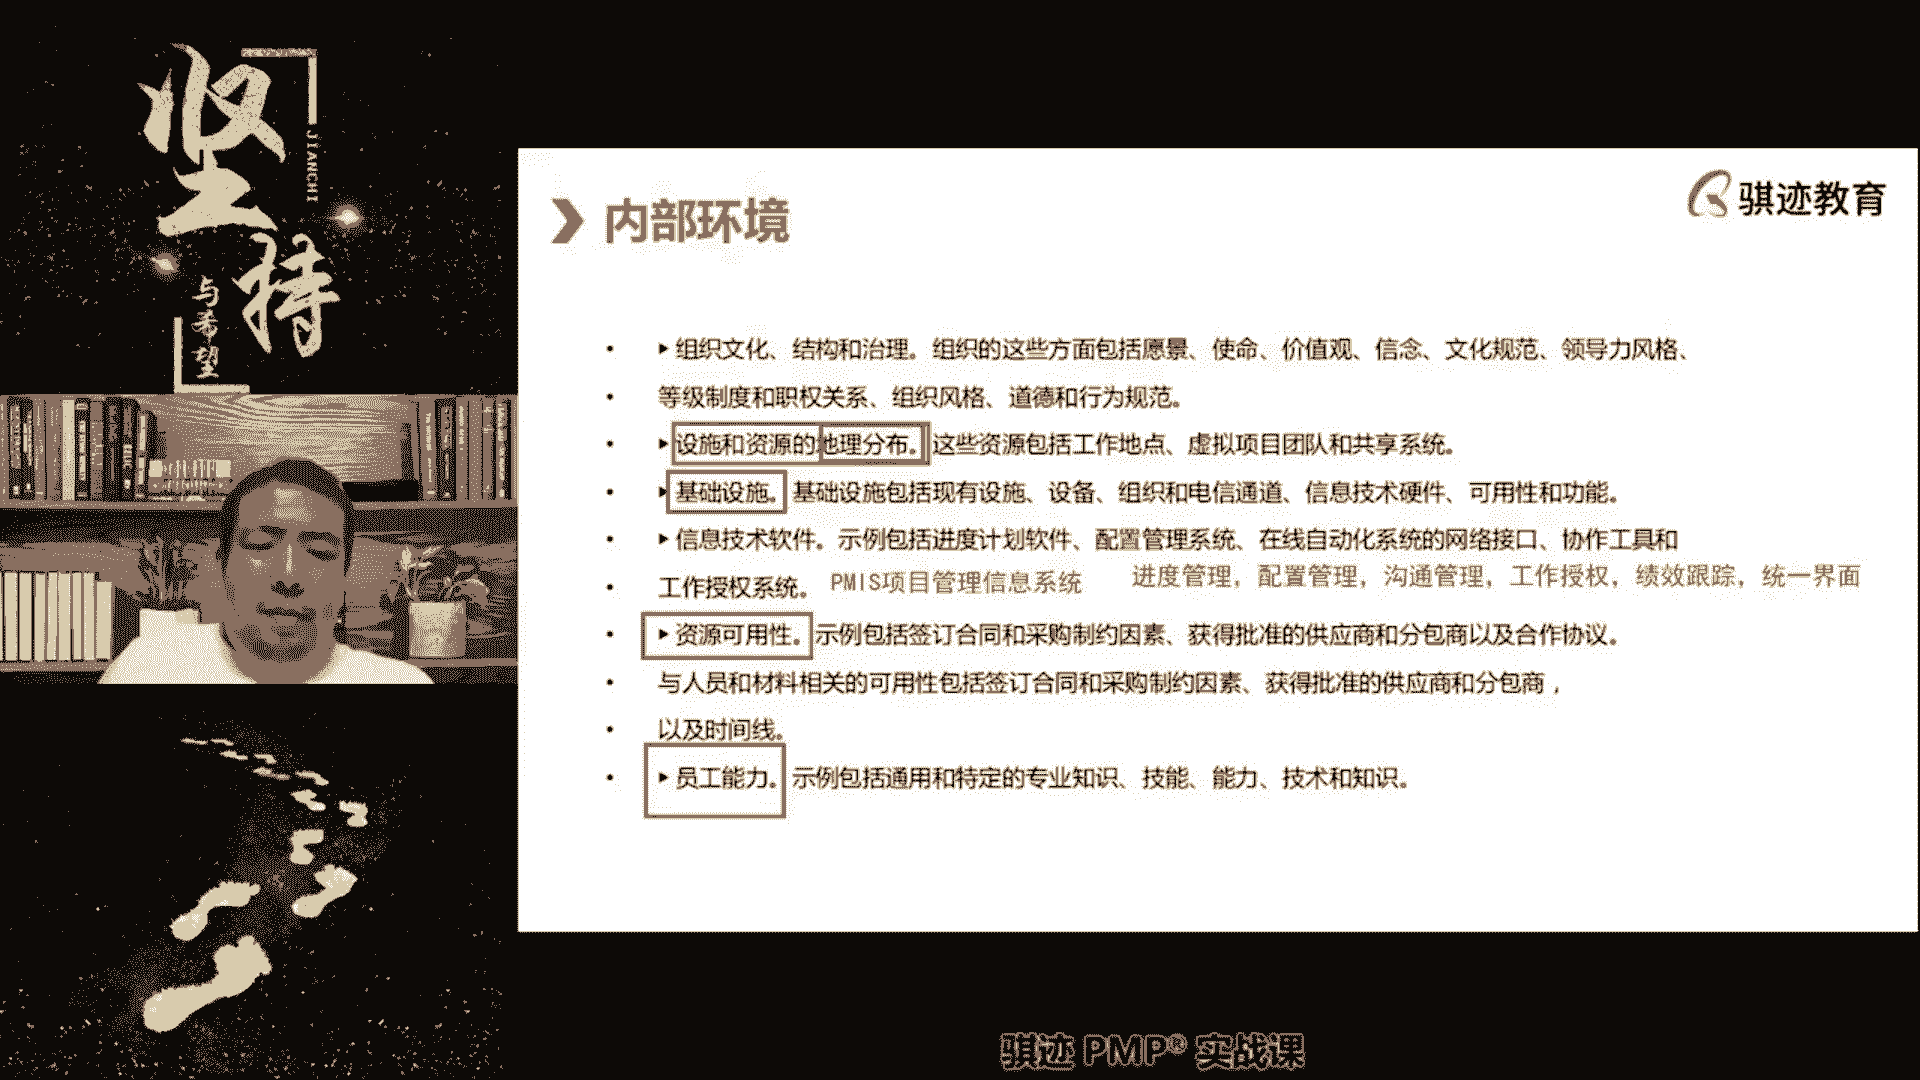 坚持
JIANCHI
与希望
内部环境
骐迹教育
• ▸组织文化、结构和治理。组织的这些方面包括愿景、使命、价值观、信念、文化规范、领导力风格、
• 等级制度和职权关系、组织风格、道德和行为规范。
• ▸设施和资源的地理分布。这些资源包括工作地点、虚拟项目团队和共享系统。
• ▸基础设施。基础设施包括现有设施、设备、组织和电信通道、信息技术硬件、可用性和功能。
• ▸信息技术软件。示例包括进度计划软件、配置管理系统、在线自动化系统的网络接口、协作工具和
• 工作授权系统。 PMIS项目管理信息系统 进度管理，配置管理，沟通管理，工作授权，绩效跟踪，统一界面
• ▸资源可用性。示例包括签订合同和采购制约因素、获得批准的供应商和分包商以及合作协议。
• 与人员和材料相关的可用性包括签订合同和采购制约因素、获得批准的供应商和分包商，
• 以及时间线。
• ▸员工能力。示例包括通用和特定的专业知识、技能、能力、技术和知识。
骐迹 PMP® 实战课